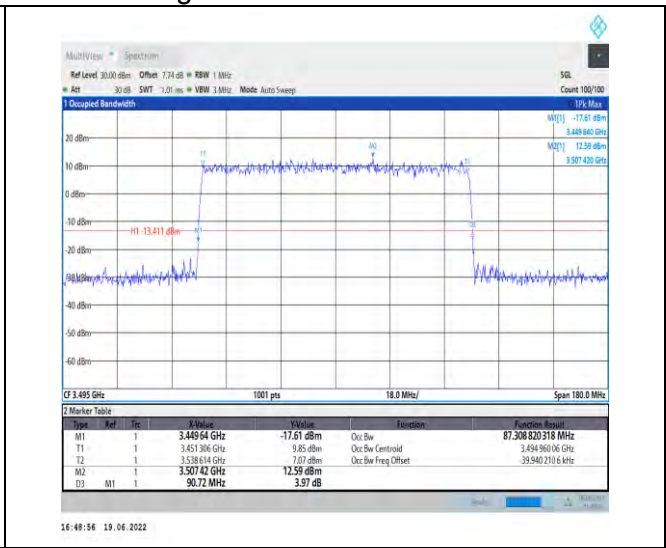 MultiView Spectrum
Ref Level 30.00 dBm Offset 7.74 dB RBW 1 MHz SGL
Att 30 dB SWT 1.01 ms VBW 3 MHz Mode Auto Sweep Count 100/100
1 Occupied Bandwidth 1Pk Max
M1[1] -17.61 dBm
3.449 640 GHz
M2[1] 12.59 dBm
3.507 420 GHz
20 dBm
M2
T1
10 dBm
0 dBm
-10 dBm
H1 -13.411 dBm M1
-20 dBm
-30 dBm
-40 dBm
-50 dBm
-60 dBm
CF 3.495 GHz 1001 pts 18.0 MHz/ Span 180.0 MHz
2 Marker Table
Type Ref Trc X-Value Y-Value Function Function Result
M1 1 3.449 64 GHz -17.61 dBm Occ Bw 87.308 820 318 MHz
T1 1 3.451 306 GHz 9.85 dBm Occ Bw Centroid 3.494 960 06 GHz
T2 1 3.538 614 GHz 7.07 dBm Occ Bw Freq Offset -39.940 210 6 kHz
M2 1 3.507 42 GHz 12.59 dBm
D3 M1 1 90.72 MHz 3.97 dB
16:48:56 19.06.2022